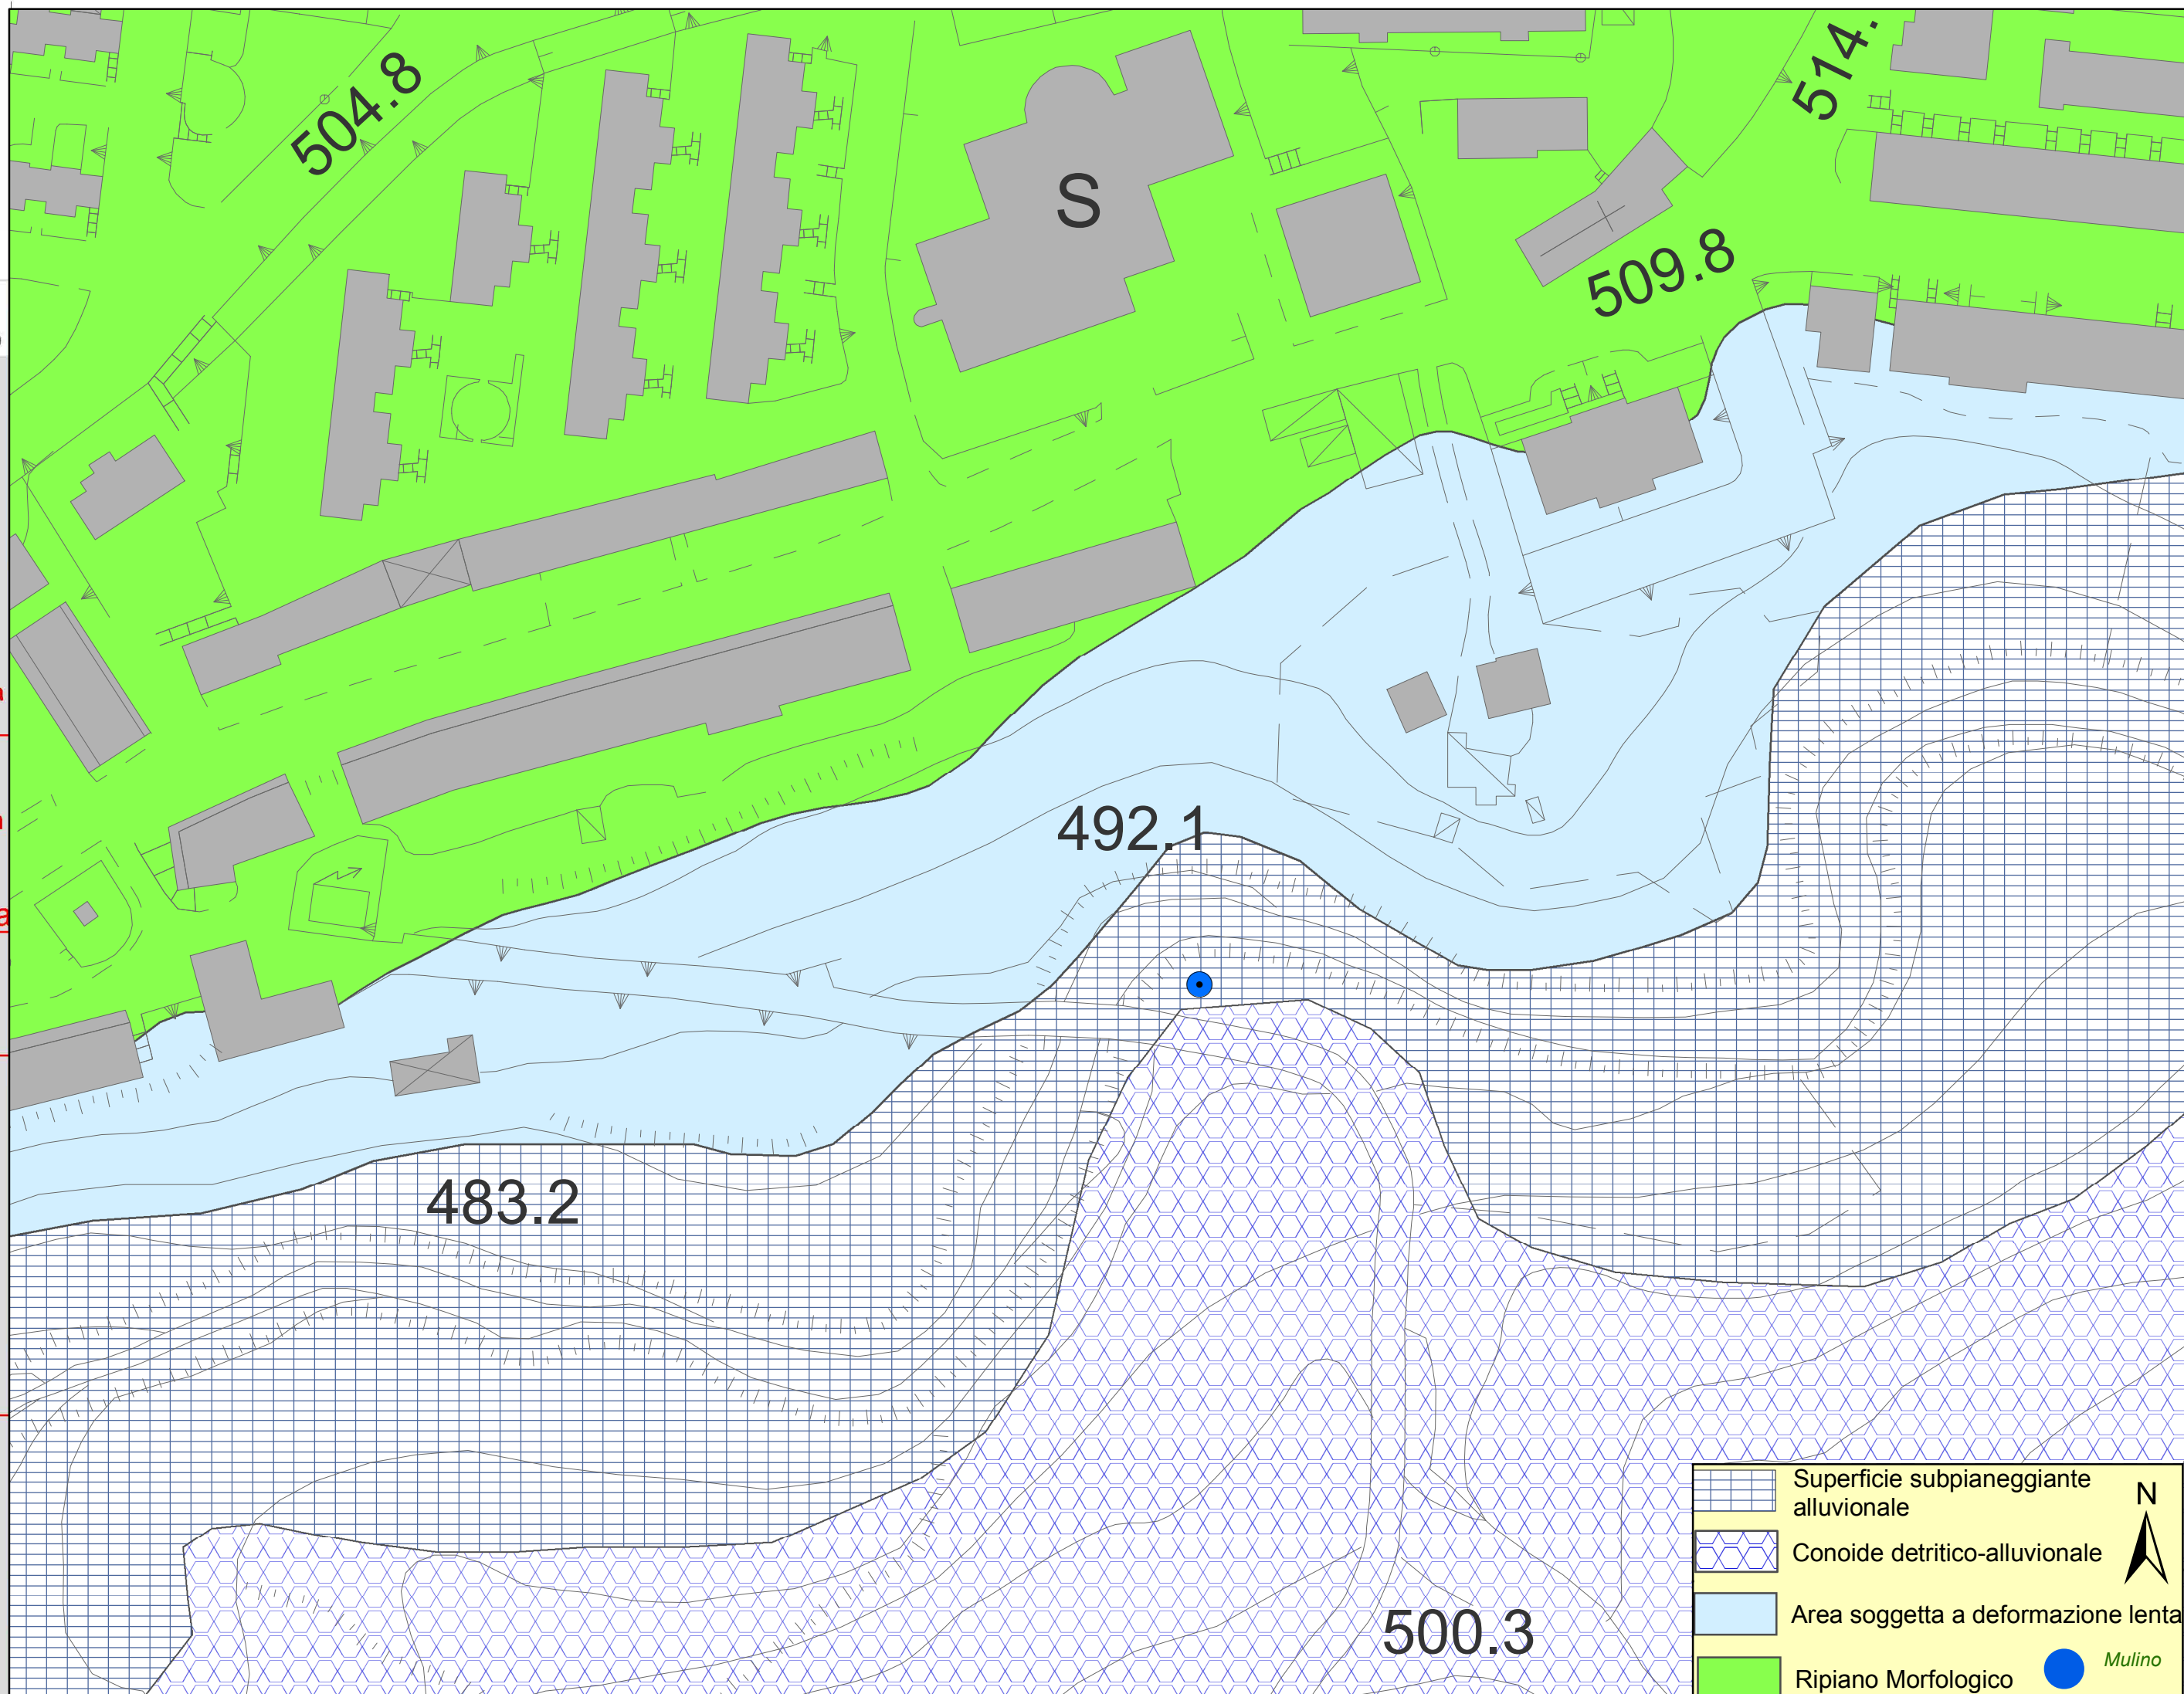 504.8
514.
S
509.8
492.1
483.2
500.3
Superficie subpianeggiante
alluvionale
N
Conoide detritico-alluvionale
Area soggetta a deformazione lenta
Mulino
Ripiano Morfologico